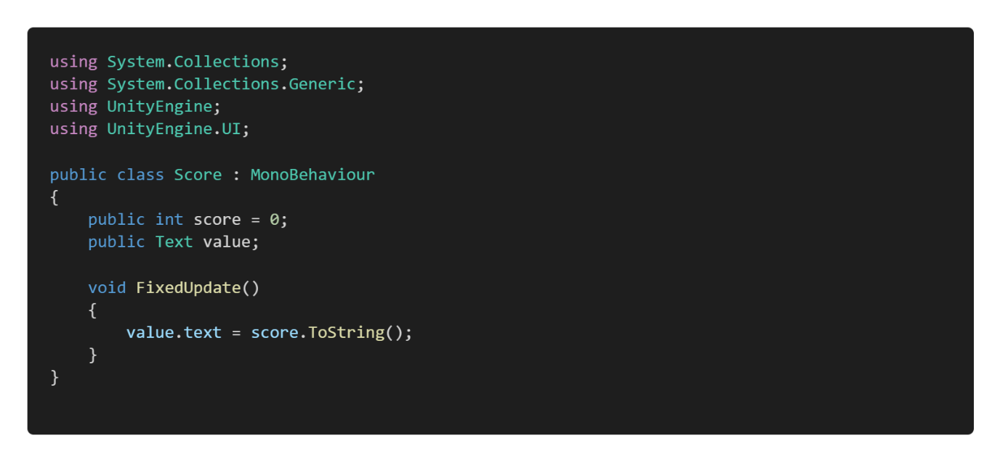 using System.Collections;
using System.Collections.Generic;
using UnityEngine;
using UnityEngine.UI;

public class Score : MonoBehaviour
{
    public int score = 0;
    public Text value;

    void FixedUpdate()
    {
        value.text = score.ToString();
    }
}